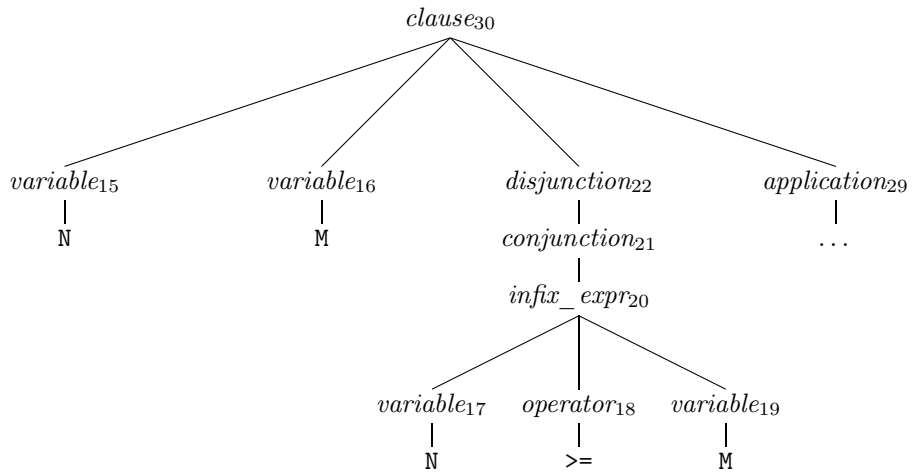 clause30
variable15 variable16 disjunction22 application29
N M conjunction21 ...
infix_expr20
variable17 operator18 variable19
N >= M